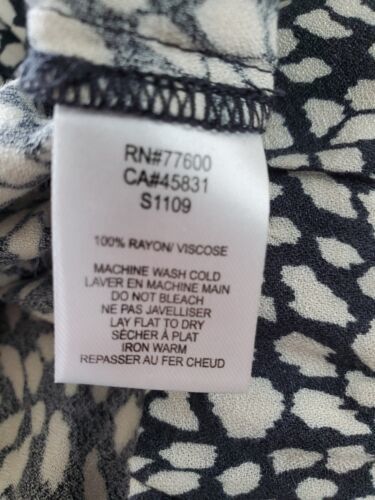 RN#77600
CA#45831
S1109
100% RAYON/ VISCOSE
MACHINE WASH COLD
LAVER EN MACHINE MAIN
DO NOT BLEACH
NE PAS JAVELLISER
LAY FLAT TO DRY
SÉCHER À PLAT
IRON WARM
REPASSER AU FER CHEUD